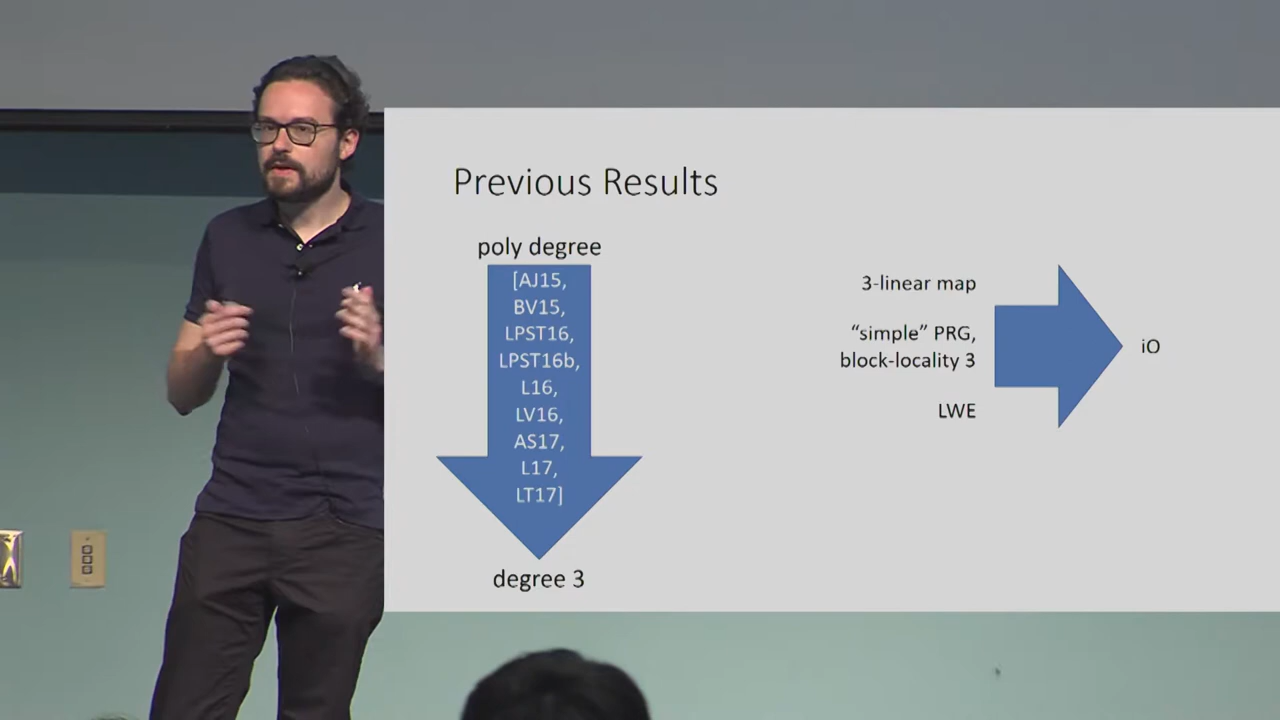 Previous Results
poly degree
[AJ15,
BV15,
LPST16,
LPST16b,
L16,
LV16,
AS17,
L17,
LT17]
degree 3
3-linear map
“simple” PRG,
block-locality 3
LWE
iO